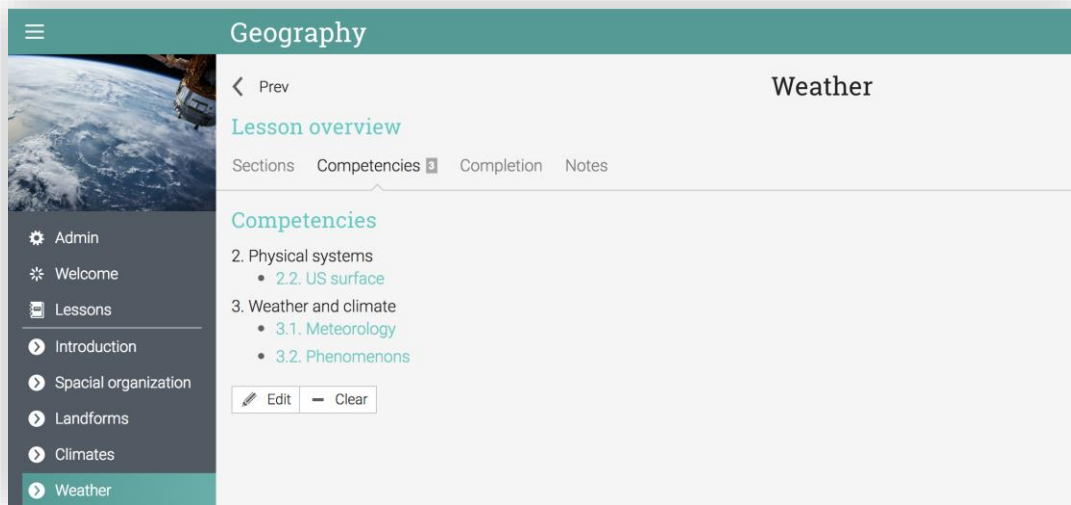 Geography
Prev
Weather
Lesson overview
Sections Competencies 3 Completion Notes
Competencies
2. Physical systems
• 2.2. US surface
3. Weather and climate
• 3.1. Meteorology
• 3.2. Phenomenons
Edit Clear
Admin
Welcome
Lessons
Introduction
Spacial organization
Landforms
Climates
Weather